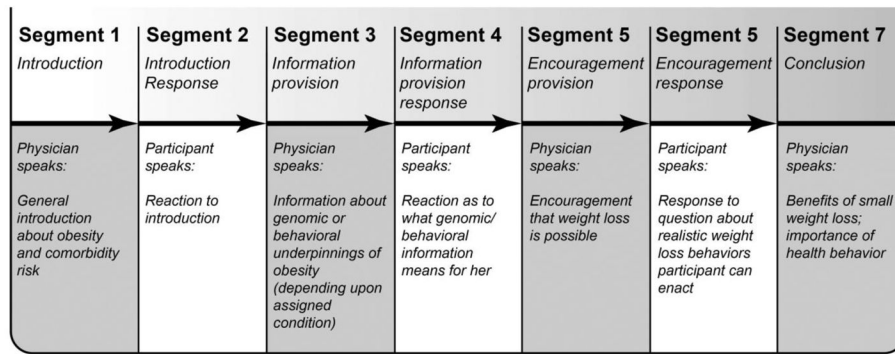 Segment 1
Introduction
Segment 2
Introduction
Response
Segment 3
Information
provision
Segment 4
Information
provision
response
Segment 5
Encouragement
provision
Segment 5
Encouragement
response
Segment 7
Conclusion
Physician
speaks:
General
introduction
about obesity
and comorbidity
risk
Participant
speaks:
Reaction to
introduction
Physician
speaks:
Information about
genomic or
behavioral
underpinnings of
obesity
(depending upon
assigned
condition)
Participant
speaks:
Reaction as to
what genomic/
behavioral
information
means for her
Physician
speaks:
Encouragement
that weight loss
is possible
Participant
speaks:
Response to
question about
realistic weight
loss behaviors
participant can
enact
Physician
speaks:
Benefits of small
weight loss;
importance of
health behavior